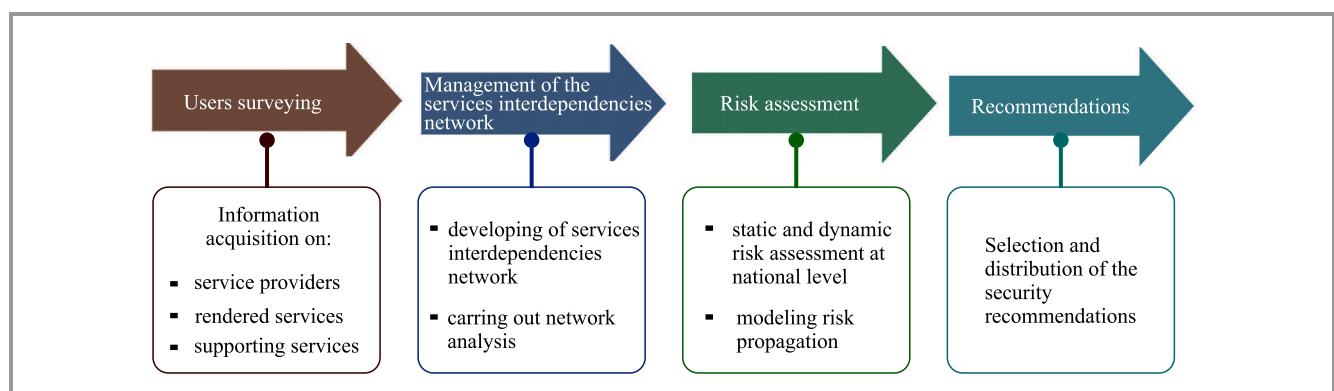 Users surveying
Management of the
services interdependencies
network
Risk assessment
Recommendations
Information
acquisition on:
▪ service providers
▪ rendered services
▪ supporting services
▪ developing of services
interdependencies
network
▪ carring out network
analysis
▪ static and dynamic
risk assessment at
national level
▪ modeling risk
propagation
Selection and
distribution of the
security
recommendations